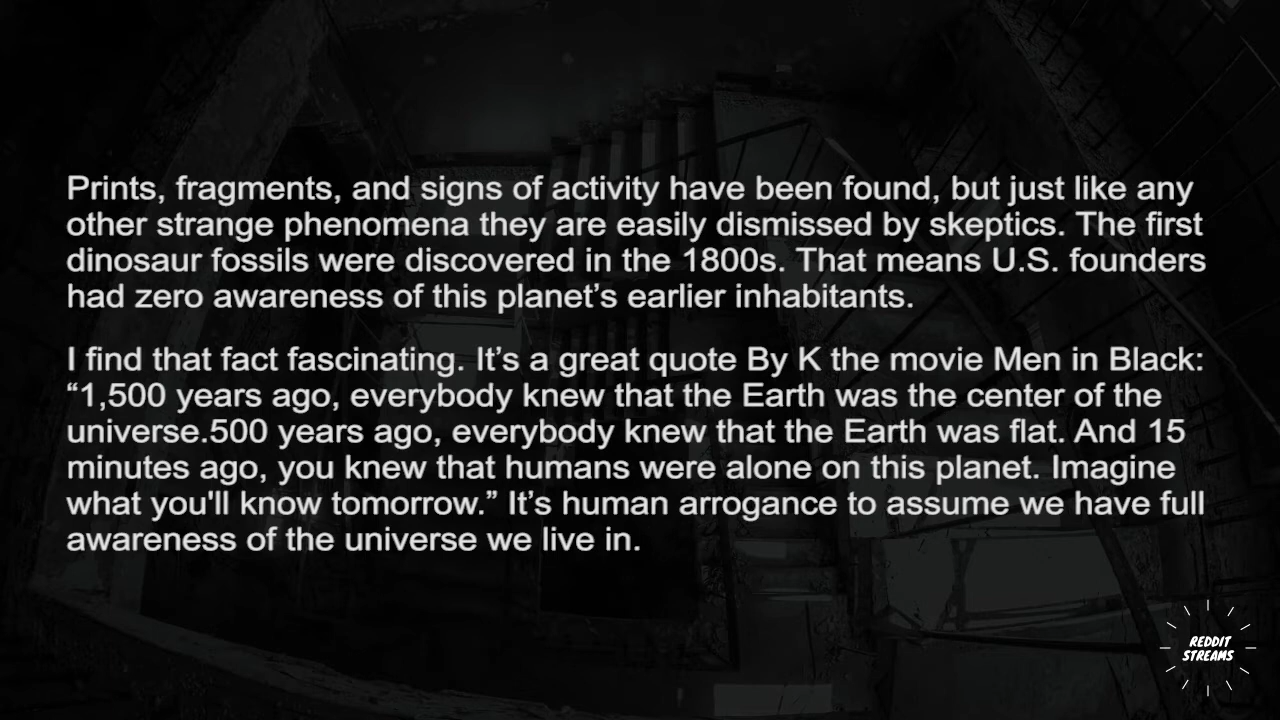 Prints, fragments, and signs of activity have been found, but just like any
other strange phenomena they are easily dismissed by skeptics. The first
dinosaur fossils were discovered in the 1800s. That means U.S. founders
had zero awareness of this planet’s earlier inhabitants.
I find that fact fascinating. It’s a great quote By K the movie Men in Black:
“1,500 years ago, everybody knew that the Earth was the center of the
universe.500 years ago, everybody knew that the Earth was flat. And 15
minutes ago, you knew that humans were alone on this planet. Imagine
what you'll know tomorrow.” It’s human arrogance to assume we have full
awareness of the universe we live in.
REDDIT
STREAMS